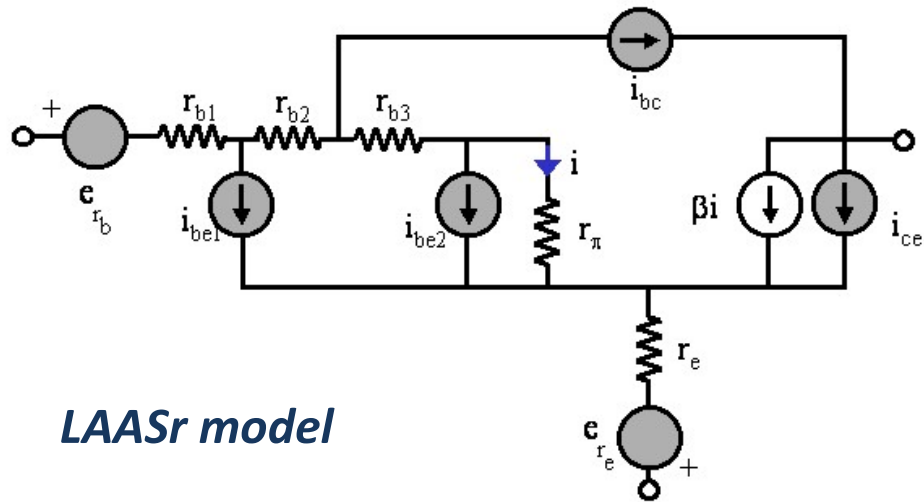 i_bc
r_b1 r_b2 r_b3
+
e_r_b
i_be1
i_be2
i
r_π
βi
i_ce
r_e
LAASr model
e_r_e
+